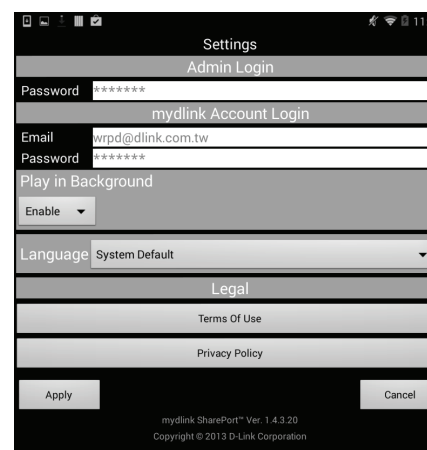 11
Settings
Admin Login
Password *******
mydlink Account Login
Email wrpd@dlink.com.tw
Password *******
Play in Background
Enable
Language System Default
Legal
Terms Of Use
Privacy Policy
Apply Cancel
mydlink SharePort™ Ver. 1.4.3.20
Copyright © 2013 D-Link Corporation